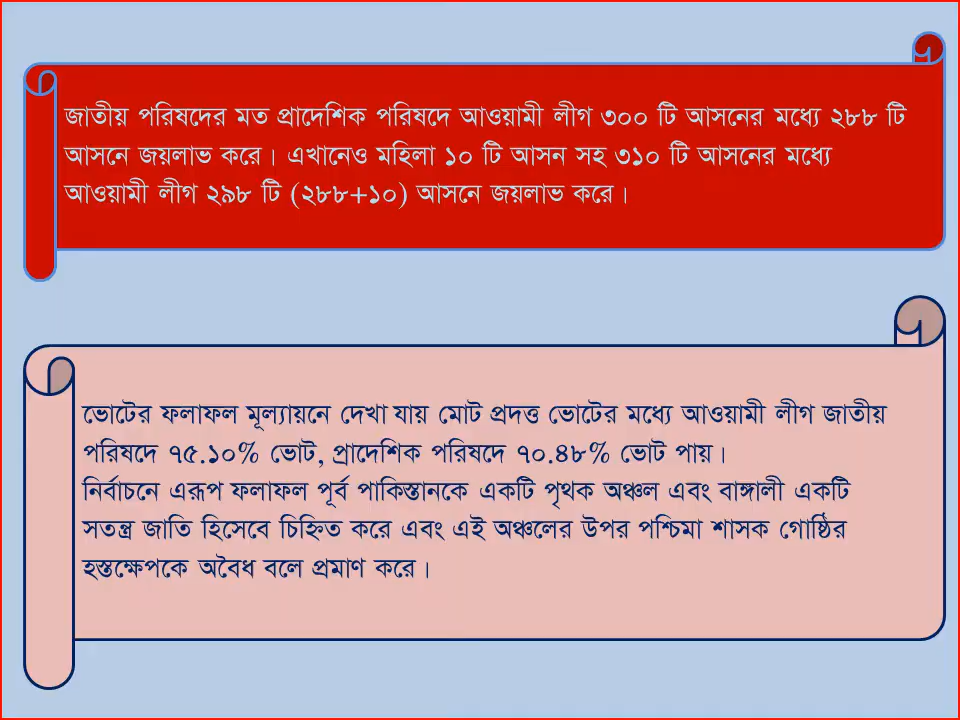 জাতীয় পরিষদের মত প্রাদেশিক পরিষদে আওয়ামী লীগ ৩০০ টি আসনের মধ্যে ২৮৮ টি
আসনে জয়লাভ করে। এখানেও মহিলা ১০ টি আসন সহ ৩১০ টি আসনের মধ্যে
আওয়ামী লীগ ২৯৮ টি (২৮৮+১০) আসনে জয়লাভ করে।
ভোটের ফলাফল মূল্যায়নে দেখা যায় মোট প্রদত্ত ভোটের মধ্যে আওয়ামী লীগ জাতীয়
পরিষদে ৭৫.১০% ভোট, প্রাদেশিক পরিষদে ৭০.৪৮% ভোট পায়।
নির্বাচনে এরূপ ফলাফল পূর্ব পাকিস্তানকে একটি পৃথক অঞ্চল এবং বাঙ্গালী একটি
সতন্ত্র জাতি হিসেবে চিহ্নিত করে এবং এই অঞ্চলের উপর পশ্চিমা শাসক গোষ্ঠির
হস্তক্ষেপকে অবৈধ বলে প্রমাণ করে।